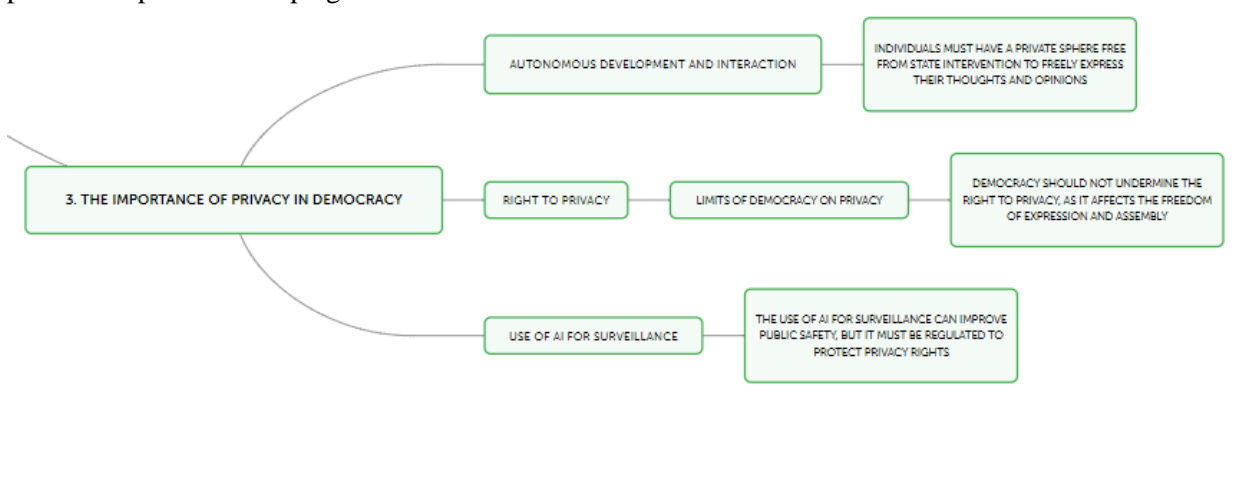 3. THE IMPORTANCE OF PRIVACY IN DEMOCRACY
AUTONOMOUS DEVELOPMENT AND INTERACTION
INDIVIDUALS MUST HAVE A PRIVATE SPHERE FREE
FROM STATE INTERVENTION TO FREELY EXPRESS
THEIR THOUGHTS AND OPINIONS
RIGHT TO PRIVACY
LIMITS OF DEMOCRACY ON PRIVACY
DEMOCRACY SHOULD NOT UNDERMINE THE
RIGHT TO PRIVACY, AS IT AFFECTS THE FREEDOM
OF EXPRESSION AND ASSEMBLY
USE OF AI FOR SURVEILLANCE
THE USE OF AI FOR SURVEILLANCE CAN IMPROVE
PUBLIC SAFETY, BUT IT MUST BE REGULATED TO
PROTECT PRIVACY RIGHTS